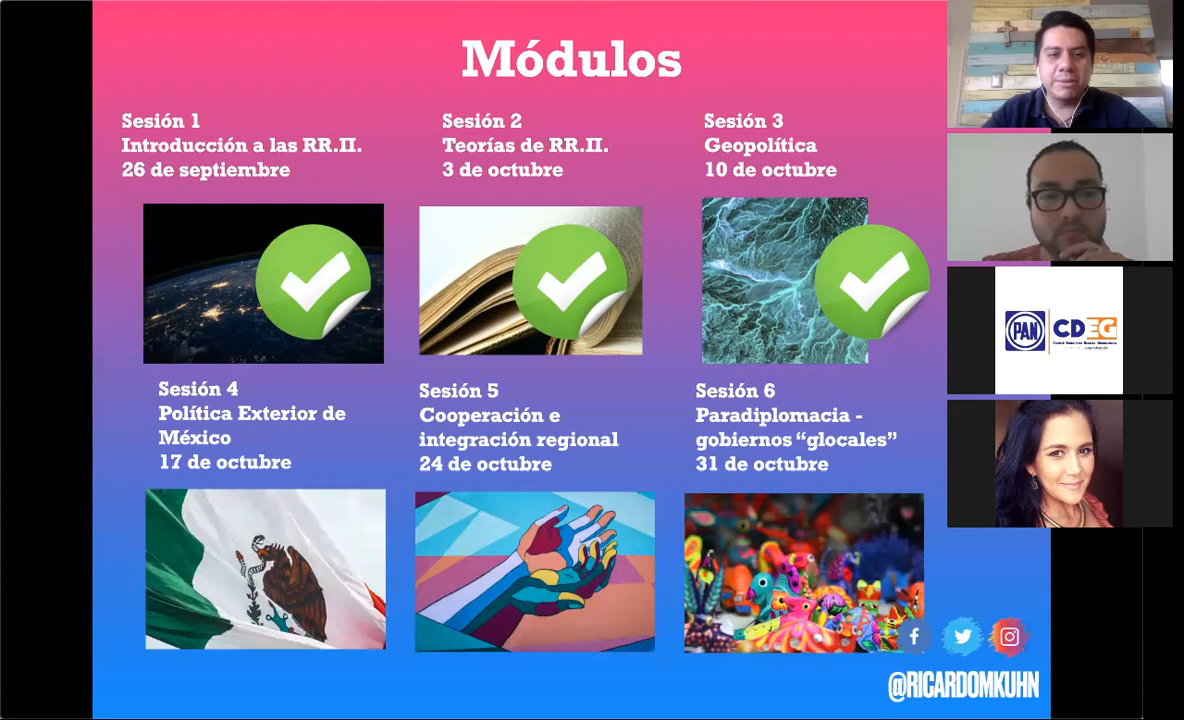 Módulos
Sesión 1
Introducción a las RR.II.
26 de septiembre
Sesión 2
Teorías de RR.II.
3 de octubre
Sesión 3
Geopolítica
10 de octubre
Sesión 4
Política Exterior de
México
17 de octubre
Sesión 5
Cooperación e
integración regional
24 de octubre
Sesión 6
Paradiplomacia -
gobiernos “glocales”
31 de octubre
@RICARDOMKUHN
PAN
CDEG